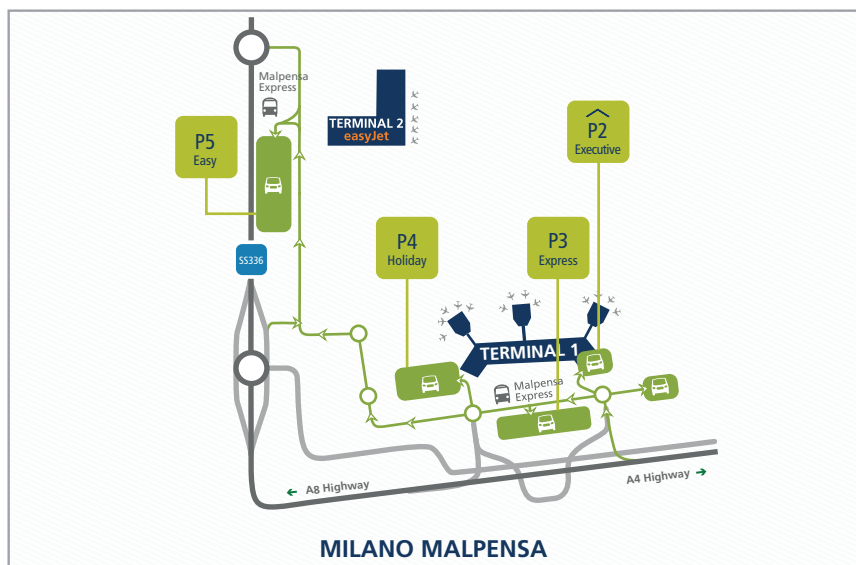 Malpensa
Express
TERMINAL 2
easyJet
P5
Easy
P2
Executive
P4
Holiday
P3
Express
SS336
TERMINAL 1
Malpensa
Express
A8 Highway
A4 Highway
MILANO MALPENSA